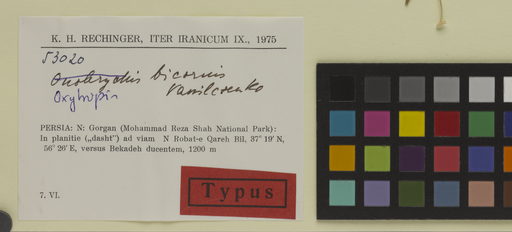 K. H. RECHINGER, ITER IRANICUM IX., 1975
53020
Onobrychis bicornis
Oxytropis Vassilczenko
PERSIA: N: Gorgan (Mohammad Reza Shah National Park):
In planitie („dasht") ad viam N Robat-e Qareh Bil, 37° 19' N,
56° 26' E, versus Bekadeh ducentem, 1200 m
7. VI.
Typus